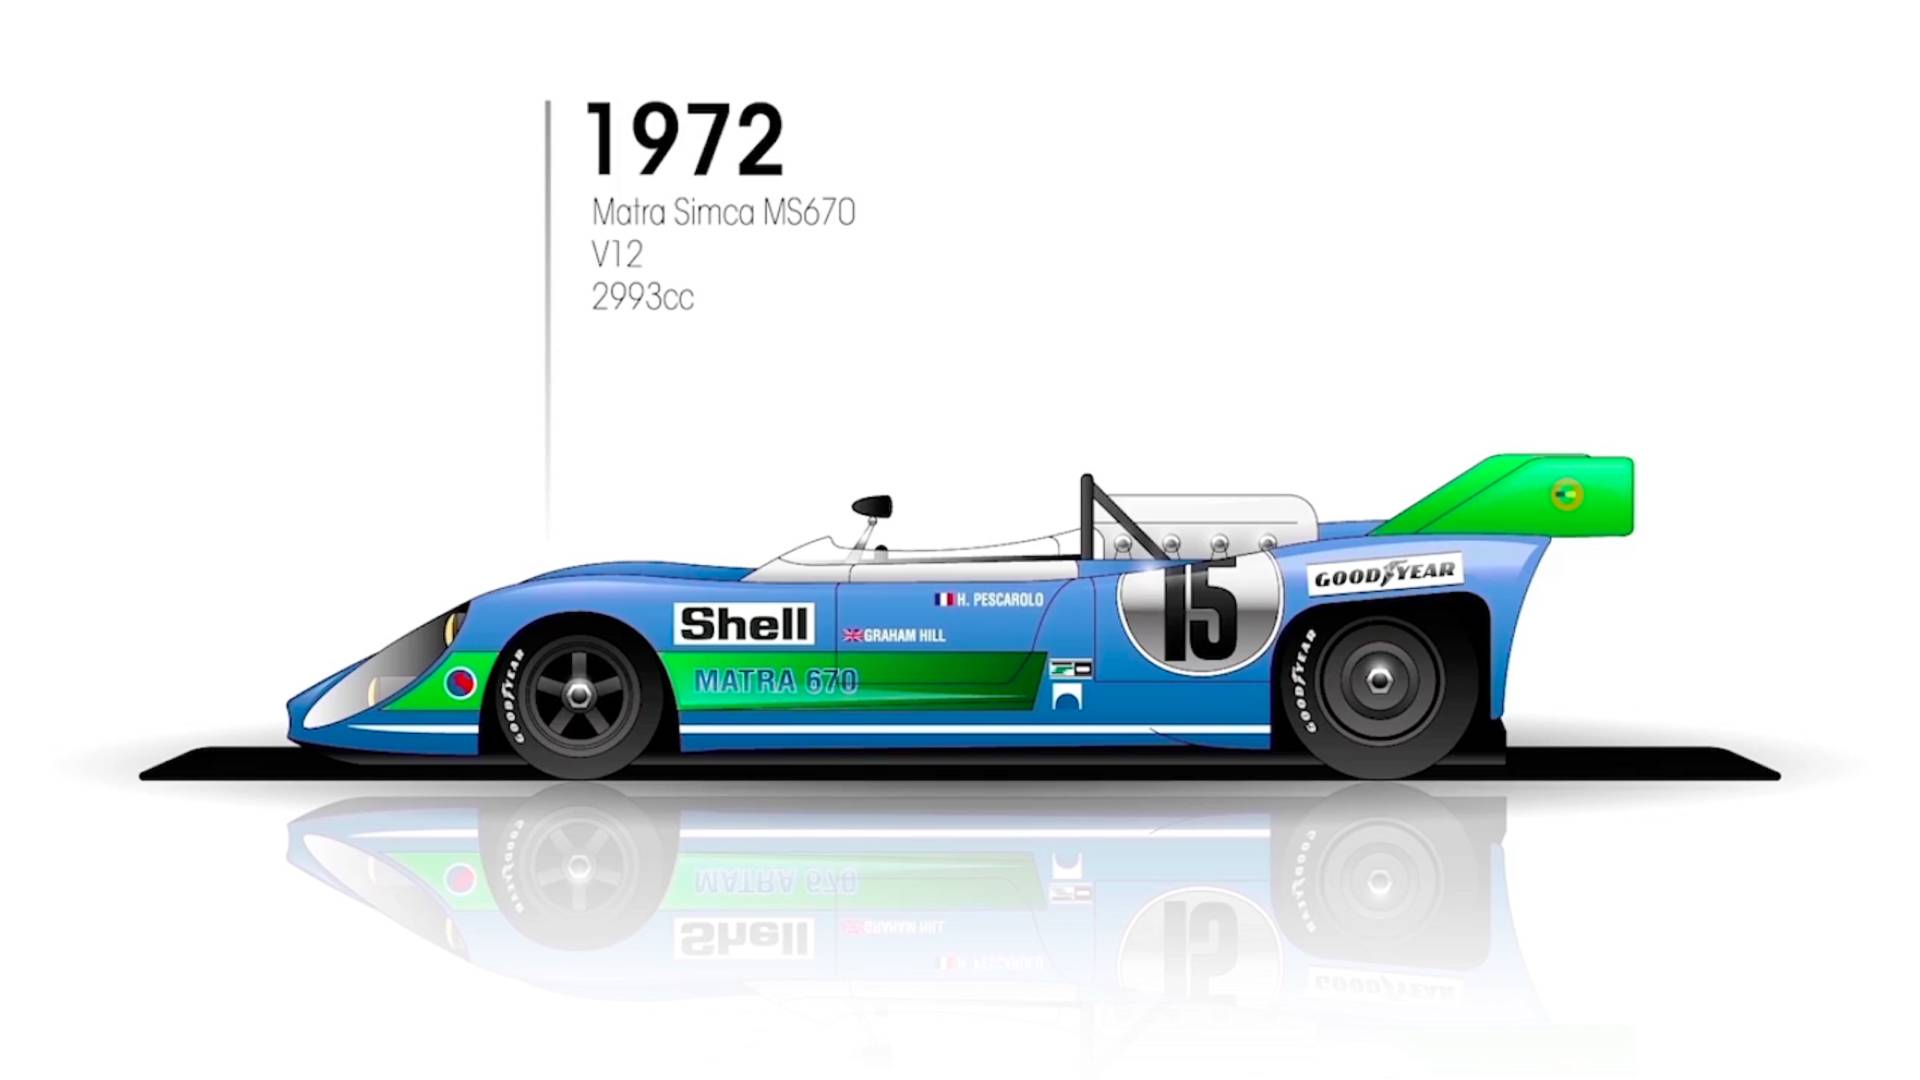 1972
Matra Simca MS670
V12
2993cc
H. PESCAROLO
GRAHAM HILL
Shell
MATRA 670
15
GOODYEAR
GOODYEAR
GOODYEAR